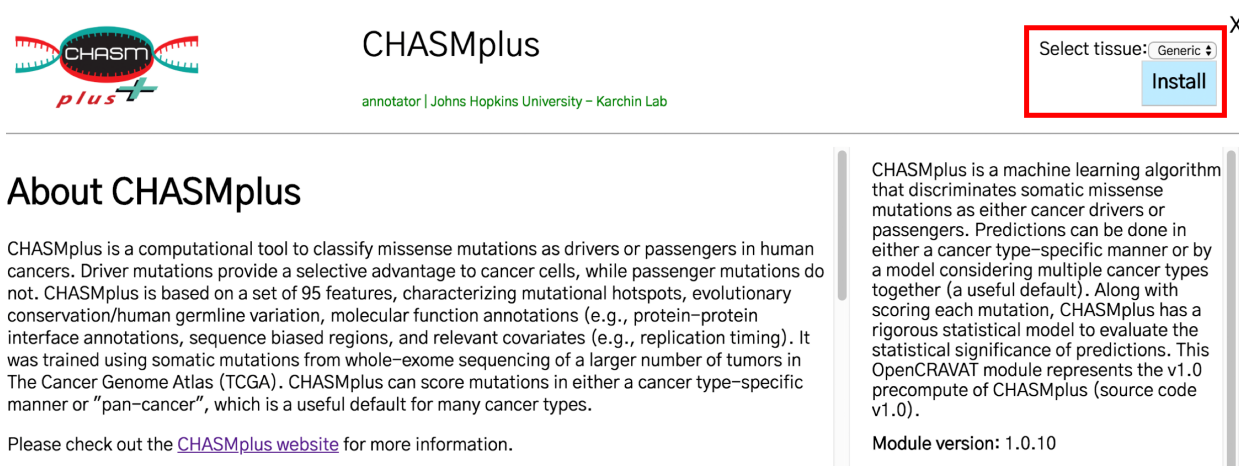 CHASM
plus+
CHASMplus
annotator | Johns Hopkins University - Karchin Lab
X
Select tissue: Generic
Install
About CHASMplus
CHASMplus is a computational tool to classify missense mutations as drivers or passengers in human
cancers. Driver mutations provide a selective advantage to cancer cells, while passenger mutations do
not. CHASMplus is based on a set of 95 features, characterizing mutational hotspots, evolutionary
conservation/human germline variation, molecular function annotations (e.g., protein-protein
interface annotations, sequence biased regions, and relevant covariates (e.g., replication timing). It
was trained using somatic mutations from whole-exome sequencing of a larger number of tumors in
The Cancer Genome Atlas (TCGA). CHASMplus can score mutations in either a cancer type-specific
manner or "pan-cancer", which is a useful default for many cancer types.
Please check out the CHASMplus website for more information.
CHASMplus is a machine learning algorithm
that discriminates somatic missense
mutations as either cancer drivers or
passengers. Predictions can be done in
either a cancer type-specific manner or by
a model considering multiple cancer types
together (a useful default). Along with
scoring each mutation, CHASMplus has a
rigorous statistical model to evaluate the
statistical significance of predictions. This
OpenCRAVAT module represents the v1.0
precompute of CHASMplus (source code
v1.0).
Module version: 1.0.10